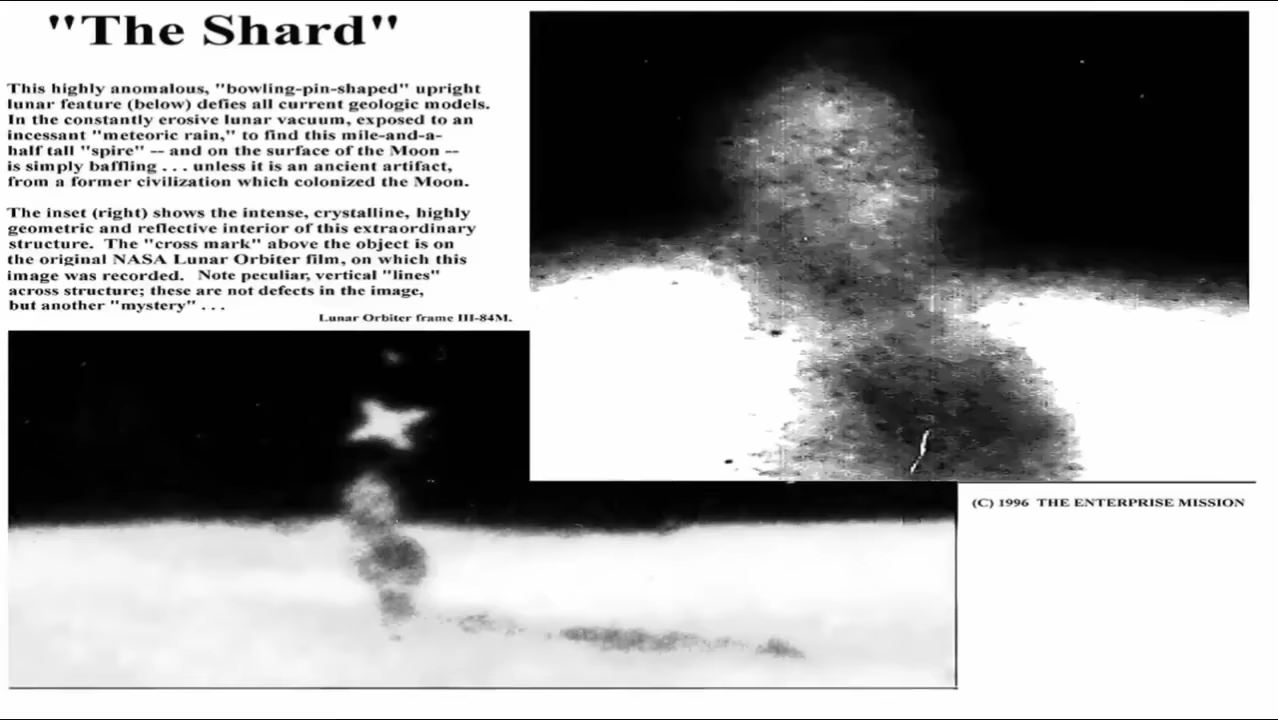 "The Shard"
This highly anomalous, "bowling-pin-shaped" upright
lunar feature (below) defies all current geologic models.
In the constantly erosive lunar vacuum, exposed to an
incessant "meteoric rain," to find this mile-and-a-
half tall "spire" -- and on the surface of the Moon --
is simply baffling . . . unless it is an ancient artifact,
from a former civilization which colonized the Moon.
The inset (right) shows the intense, crystalline, highly
geometric and reflective interior of this extraordinary
structure. The "cross mark" above the object is on
the original NASA Lunar Orbiter film, on which this
image was recorded. Note peculiar, vertical "lines"
across structure; these are not defects in the image,
but another "mystery" . . .
Lunar Orbiter frame III-84M.
(C) 1996 THE ENTERPRISE MISSION